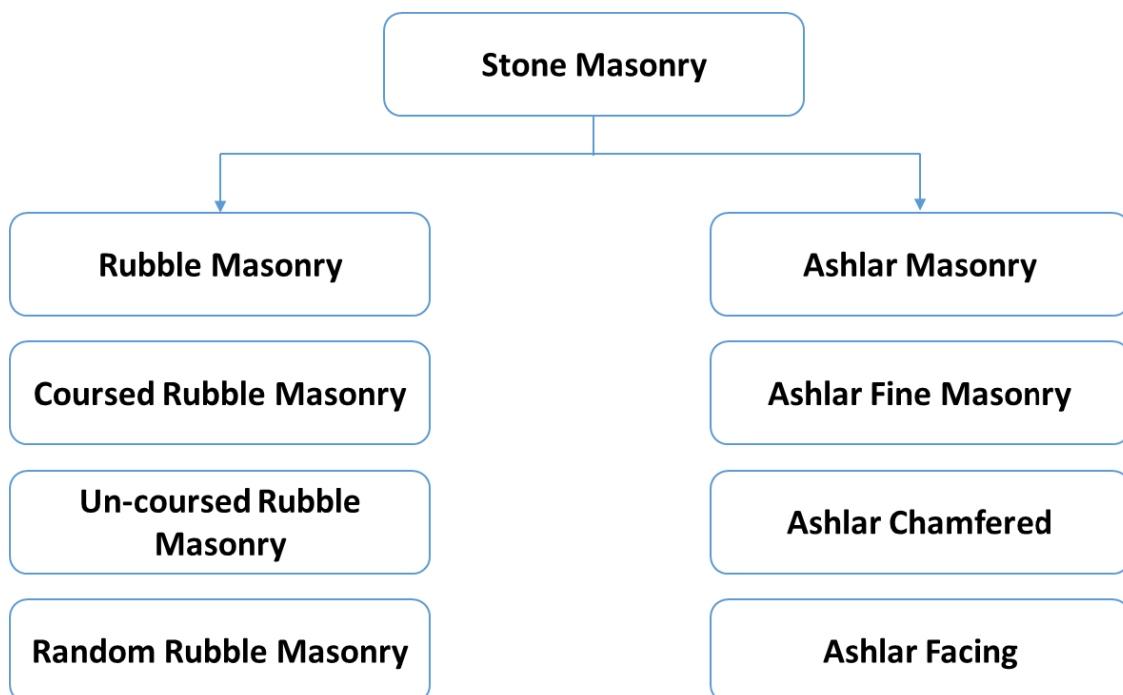 Stone Masonry
Rubble Masonry
Coursed Rubble Masonry
Un-coursed Rubble
Masonry
Random Rubble Masonry
Ashlar Masonry
Ashlar Fine Masonry
Ashlar Chamfered
Ashlar Facing